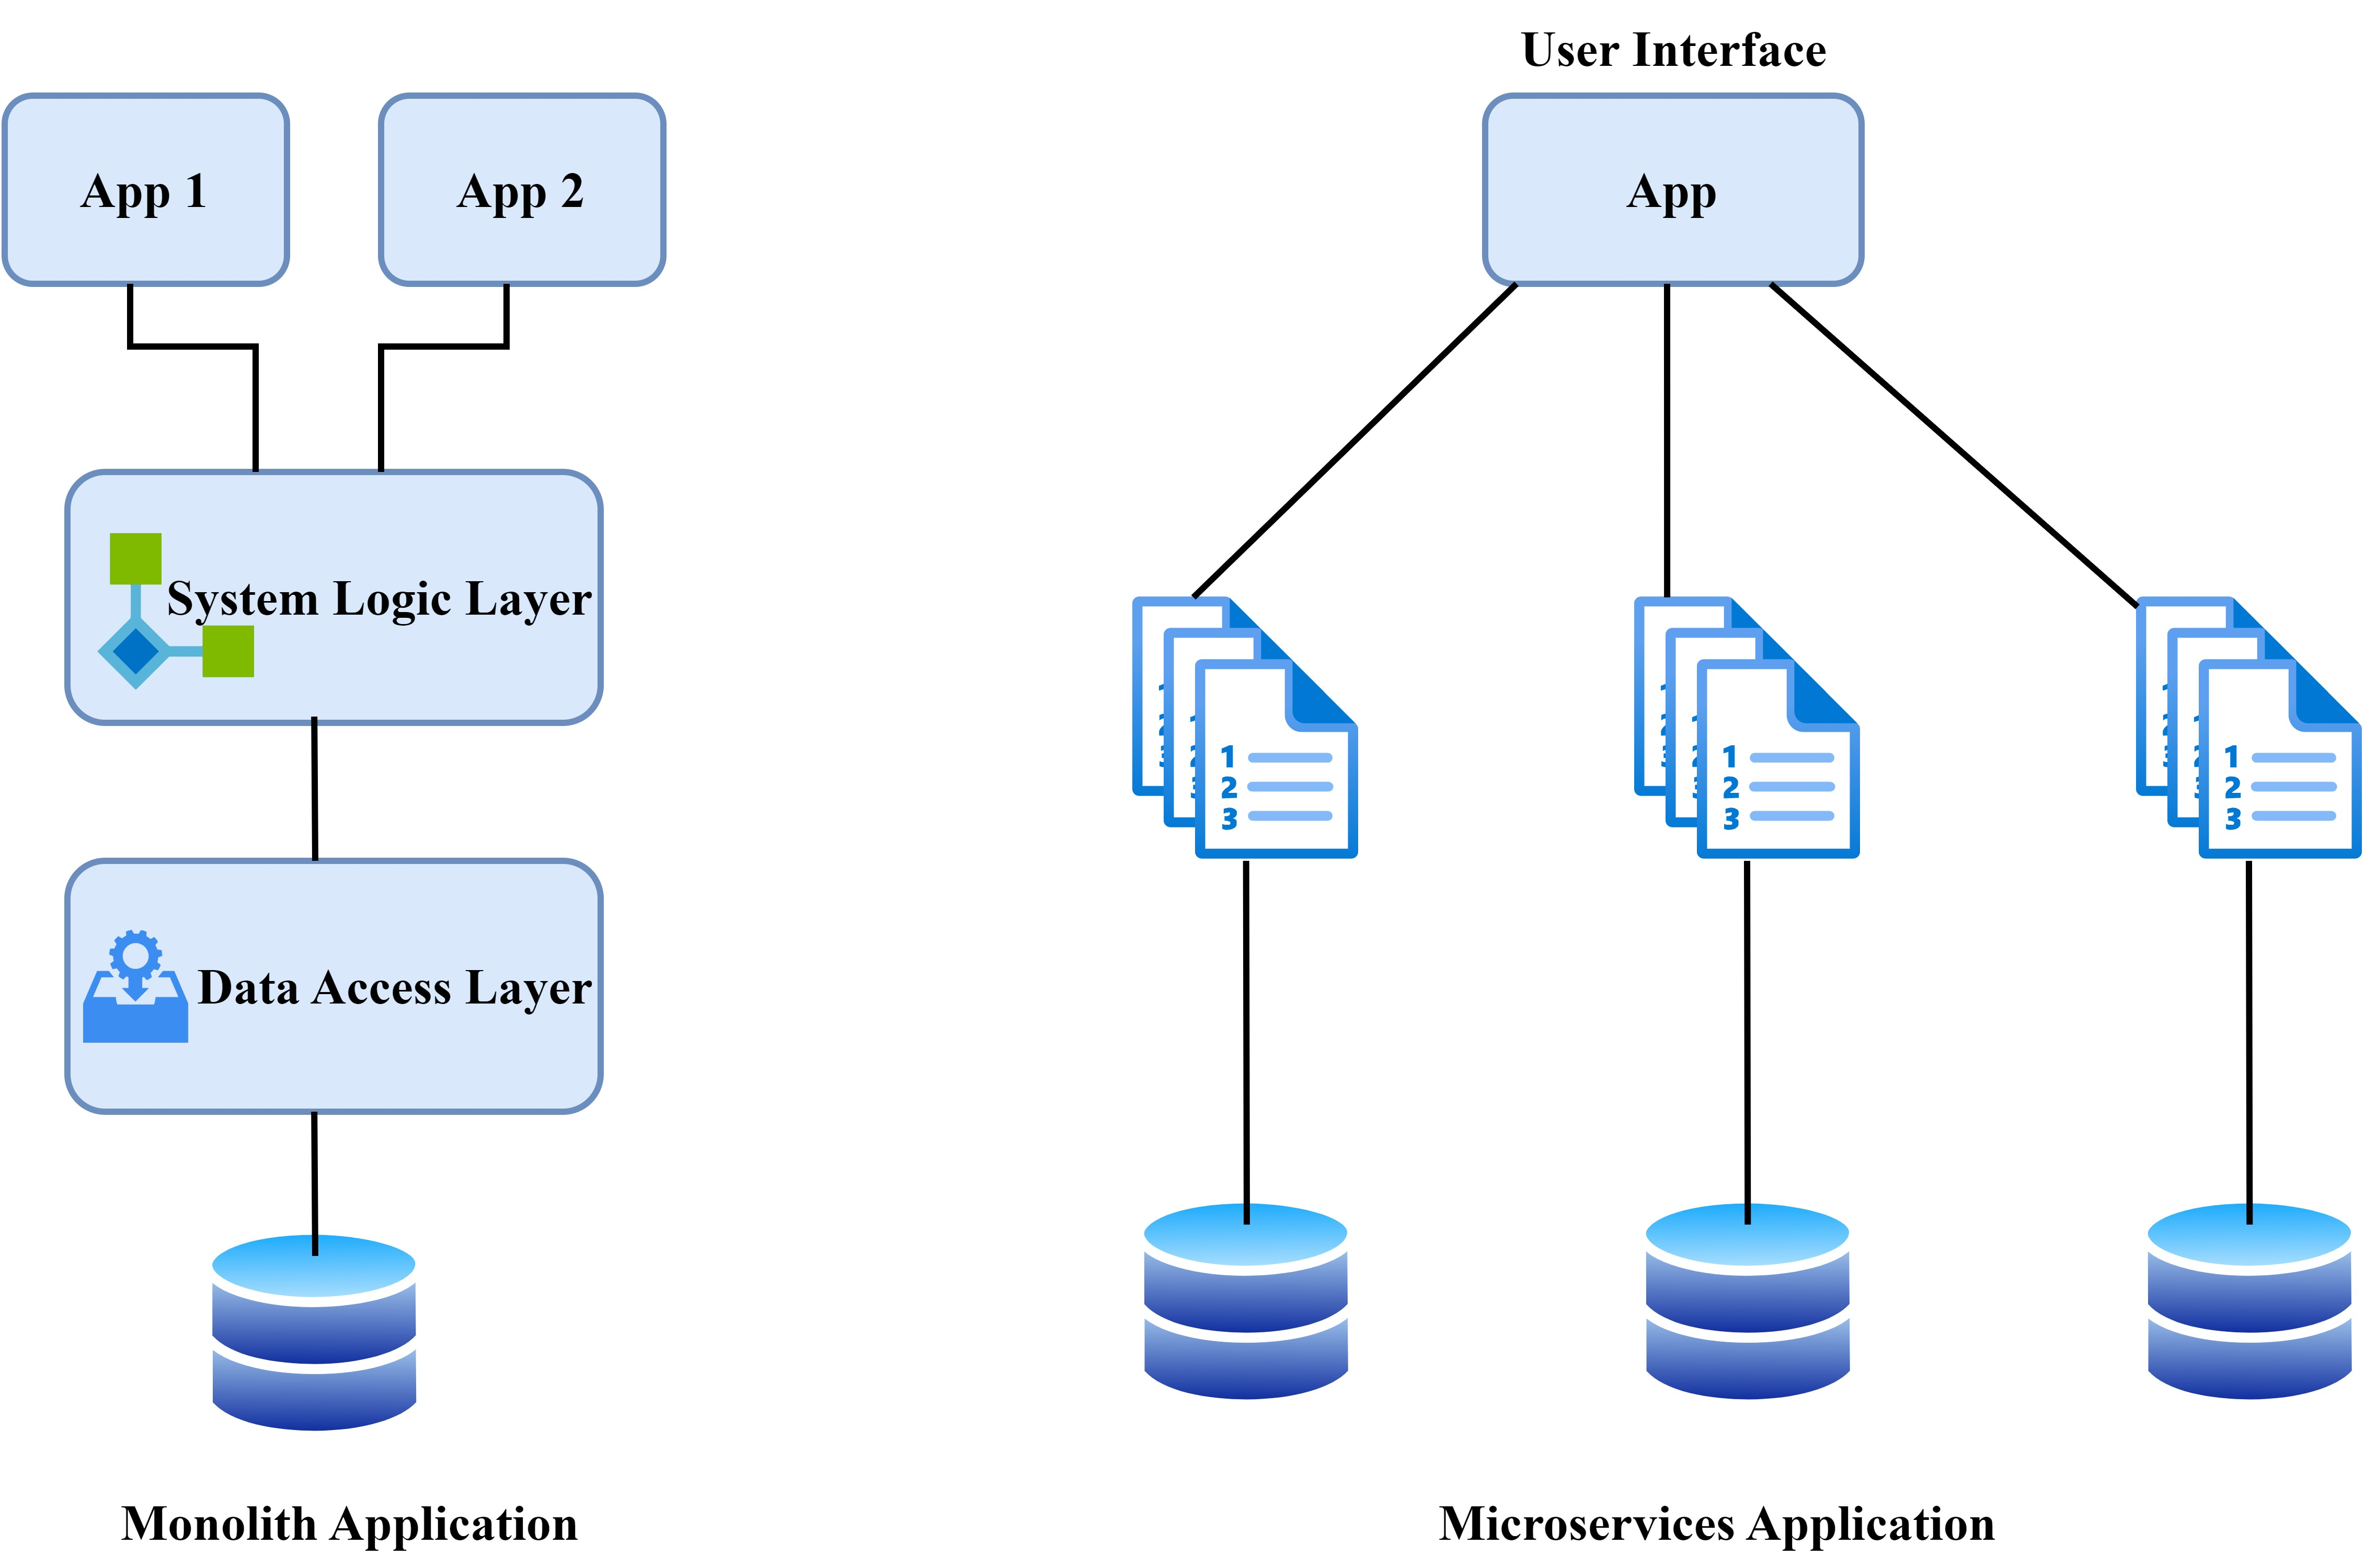 User Interface
App 1
App 2
App
System Logic Layer
Data Access Layer
1
2
3
1
2
3
1
2
3
Monolith Application
Microservices Application